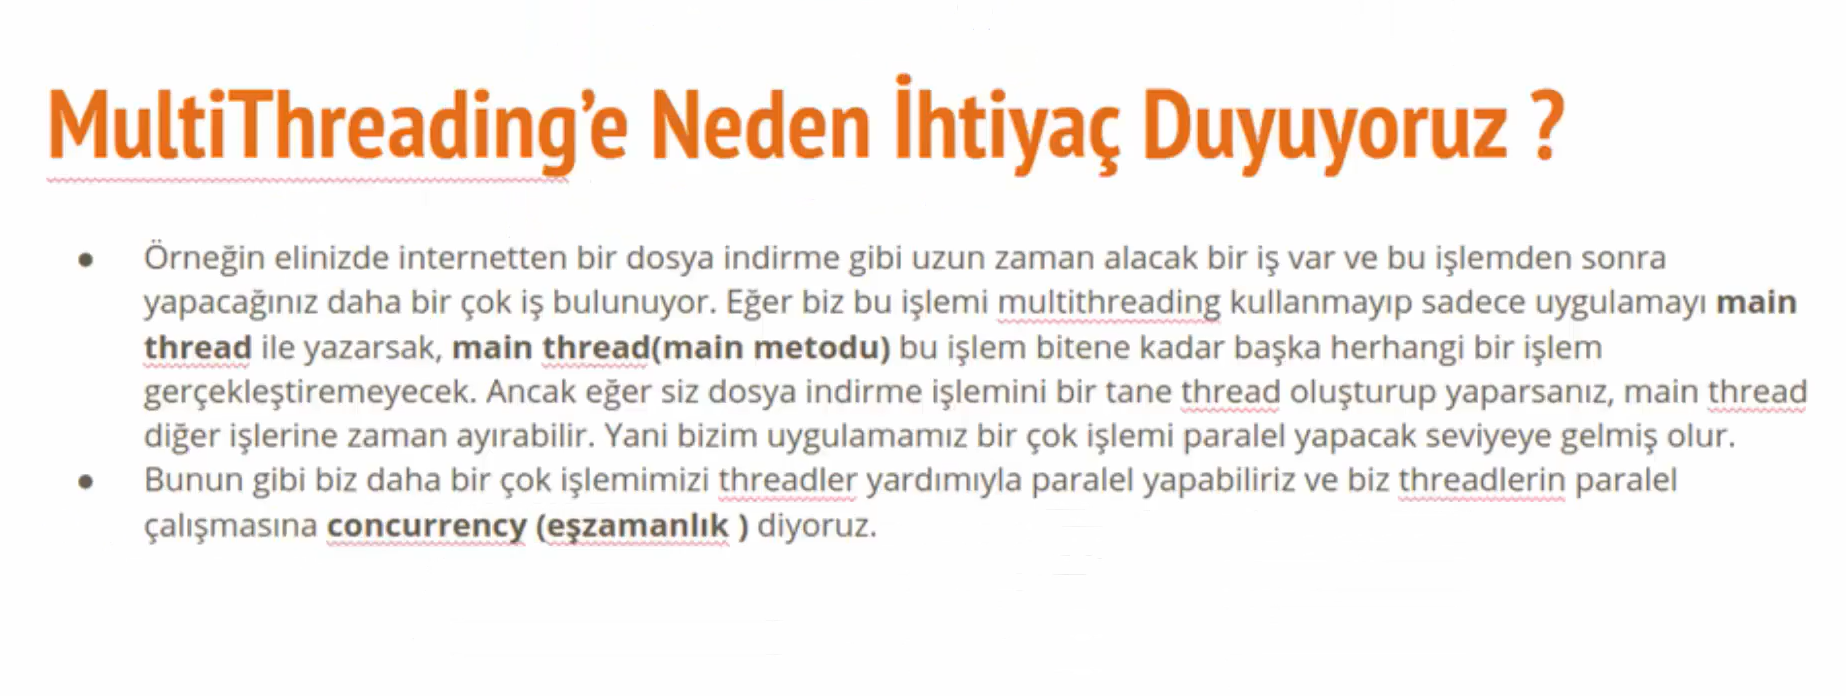 MultiThreading’e Neden İhtiyaç Duyuyoruz ?
● Örneğin elinizde internetten bir dosya indirme gibi uzun zaman alacak bir iş var ve bu işlemden sonra
yapacağınız daha bir çok iş bulunuyor. Eğer biz bu işlemi multithreading kullanmayıp sadece uygulamayı main
thread ile yazarsak, main thread(main metodu) bu işlem bitene kadar başka herhangi bir işlem
gerçekleştiremeyecek. Ancak eğer siz dosya indirme işlemini bir tane thread oluşturup yaparsanız, main thread
diğer işlerine zaman ayırabilir. Yani bizim uygulamamız bir çok işlemi paralel yapacak seviyeye gelmiş olur.
● Bunun gibi biz daha bir çok işlemimizi threadler yardımıyla paralel yapabiliriz ve biz threadlerin paralel
çalışmasına concurrency (eşzamanlık ) diyoruz.